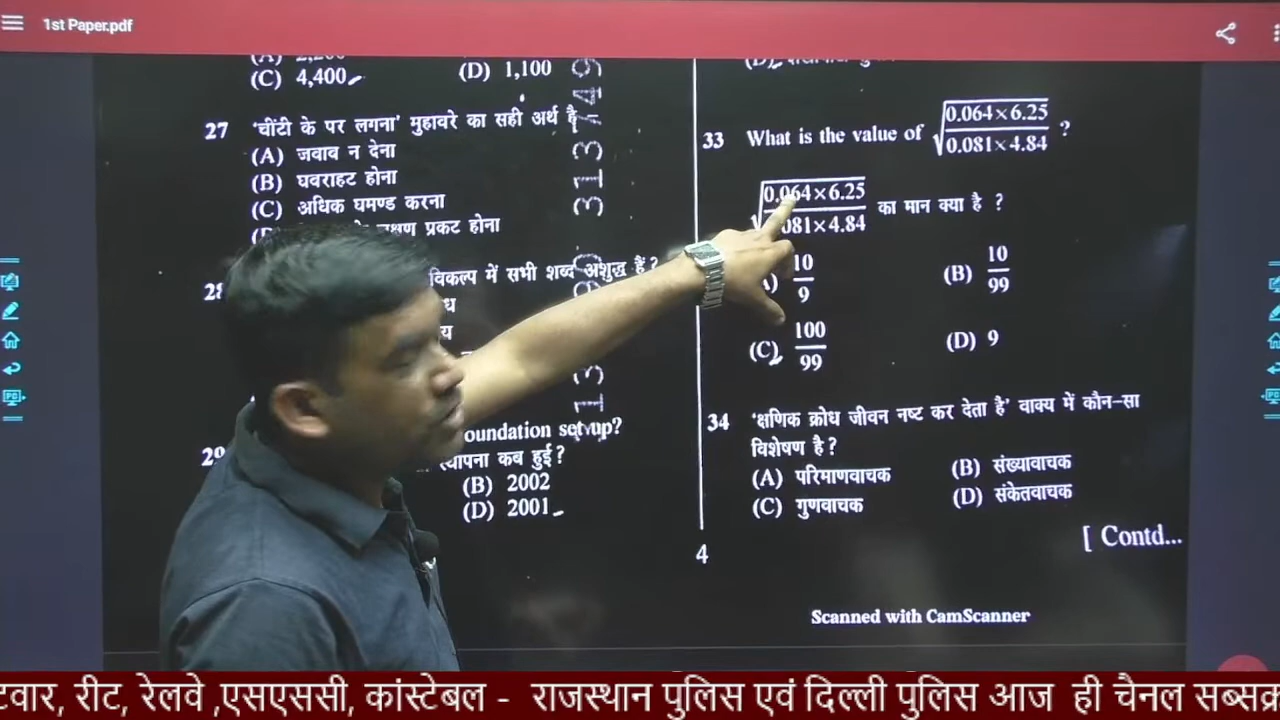 1st Paper.pdf
(C) 4,400
(D) 1,100
27 'चींटी के पर लगना' मुहावरे का सही अर्थ है
(A) जवाब न देना
(B) घबराहट होना
(C) अधिक घमण्ड करना
लक्षण प्रकट होना
28
विकल्प में सभी शब्द अशुद्ध हैं?
29
oundation set up?
स्थापना कब हुई?
(B) 2002
(D) 2001
33 What is the value of √0.064×6.25
0.081×4.84 ?
√0.064×6.25
081×4.84 का मान क्या है ?
10
9
(B) 10
99
(C) 100
99
(D) 9
34 'क्षणिक क्रोध जीवन नष्ट कर देता है' वाक्य में कौन-सा
विशेषण है?
(A) परिमाणवाचक
(B) संख्यावाचक
(C) गुणवाचक
(D) संकेतवाचक
[ Contd...
4
Scanned with CamScanner
टवार, रीट, रेलवे ,एसएससी, कांस्टेबल - राजस्थान पुलिस एवं दिल्ली पुलिस आज ही चैनल सब्सक्र